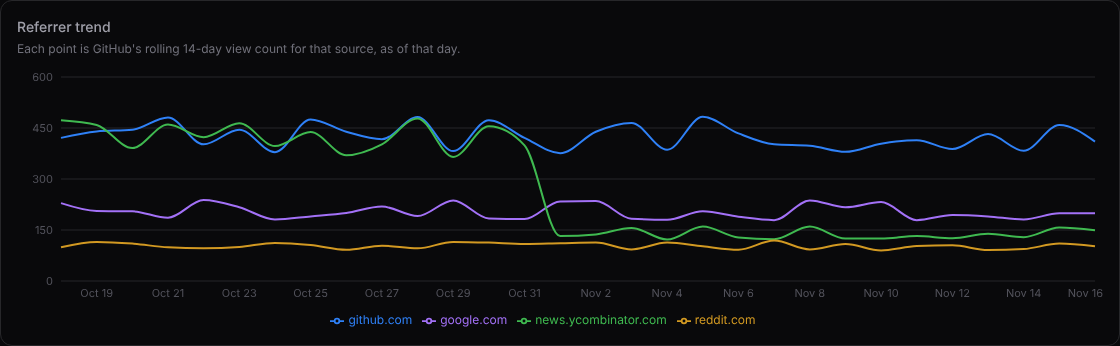 Referrer trend
Each point is GitHub's rolling 14-day view count for that source, as of that day.
600
450
300
150
0
Oct 19 Oct 21 Oct 23 Oct 25 Oct 27 Oct 29 Oct 31 Nov 2 Nov 4 Nov 6 Nov 8 Nov 10 Nov 12 Nov 14 Nov 16
github.com google.com news.ycombinator.com reddit.com